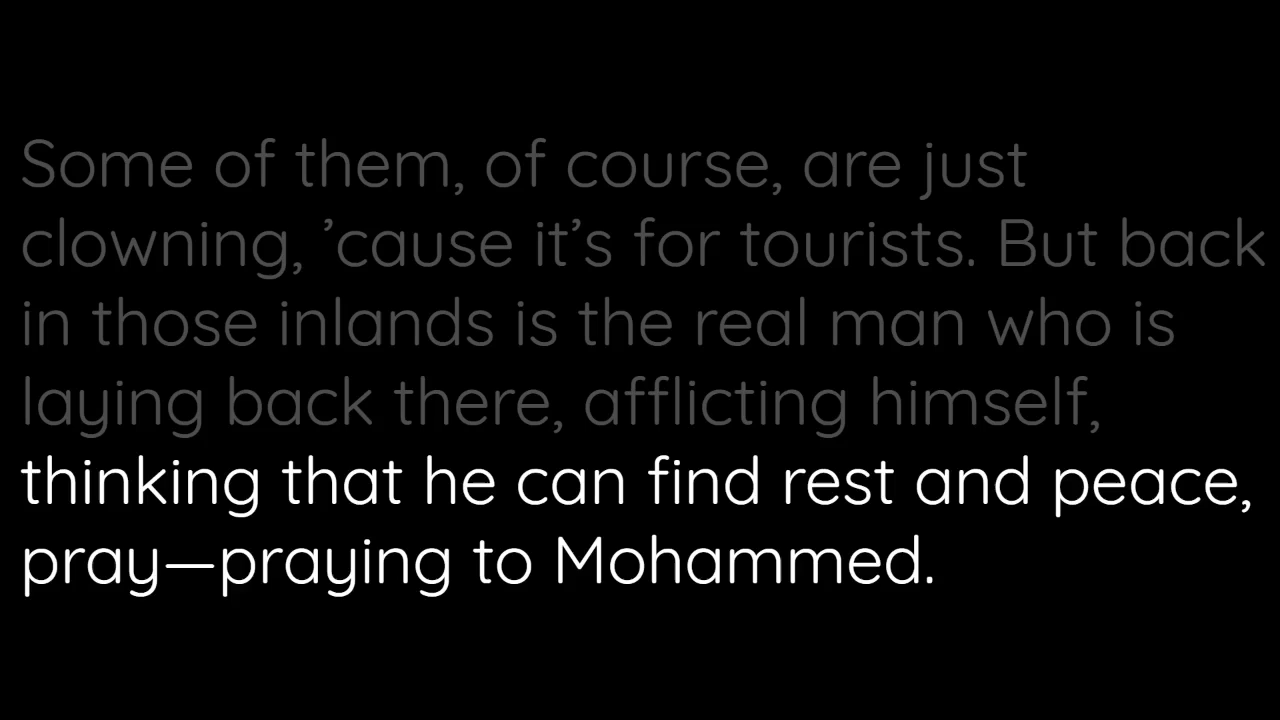 Some of them, of course, are just
clowning, ’cause it’s for tourists. But back
in those inlands is the real man who is
laying back there, afflicting himself,
thinking that he can find rest and peace,
pray—praying to Mohammed.